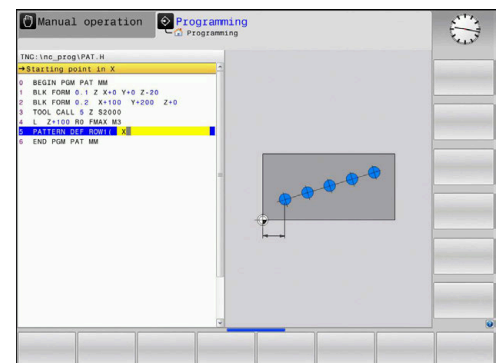 Manual operation
Programming
Programming
TNC:\nc_prog\PAT.H
→Starting point in X
0 BEGIN PGM PAT MM
1 BLK FORM 0.1 Z X+0 Y+0 Z-20
2 BLK FORM 0.2 X+100 Y+200 Z+0
3 TOOL CALL 5 Z S2000
4 L Z+100 R0 FMAX M3
5 PATTERN DEF ROW1( X
6 END PGM PAT MM